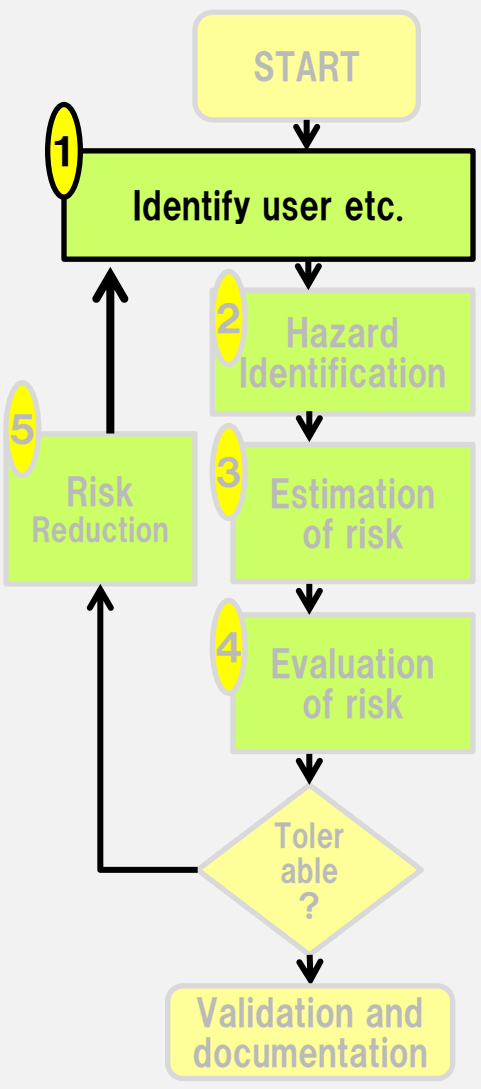 START
1
Identify user etc.
2
Hazard
Identification
5
Risk
Reduction
3
Estimation
of risk
4
Evaluation
of risk
Toler
able
?
Validation and
documentation